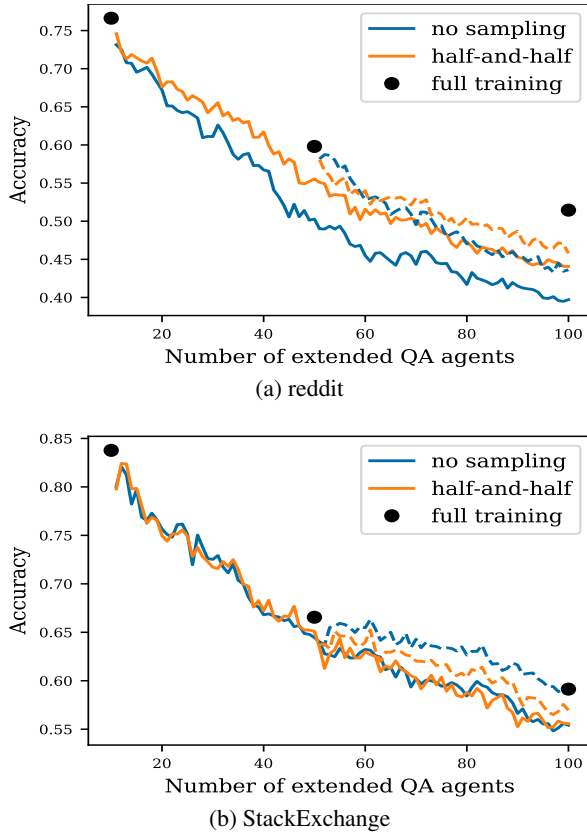 0.75
0.70
0.65
0.60
0.55
0.50
0.45
0.40
Accuracy
no sampling
half-and-half
full training
20
40
60
80
100
Number of extended QA agents
(a) reddit
0.85
0.80
0.75
0.70
0.65
0.60
0.55
Accuracy
no sampling
half-and-half
full training
20
40
60
80
100
Number of extended QA agents
(b) StackExchange